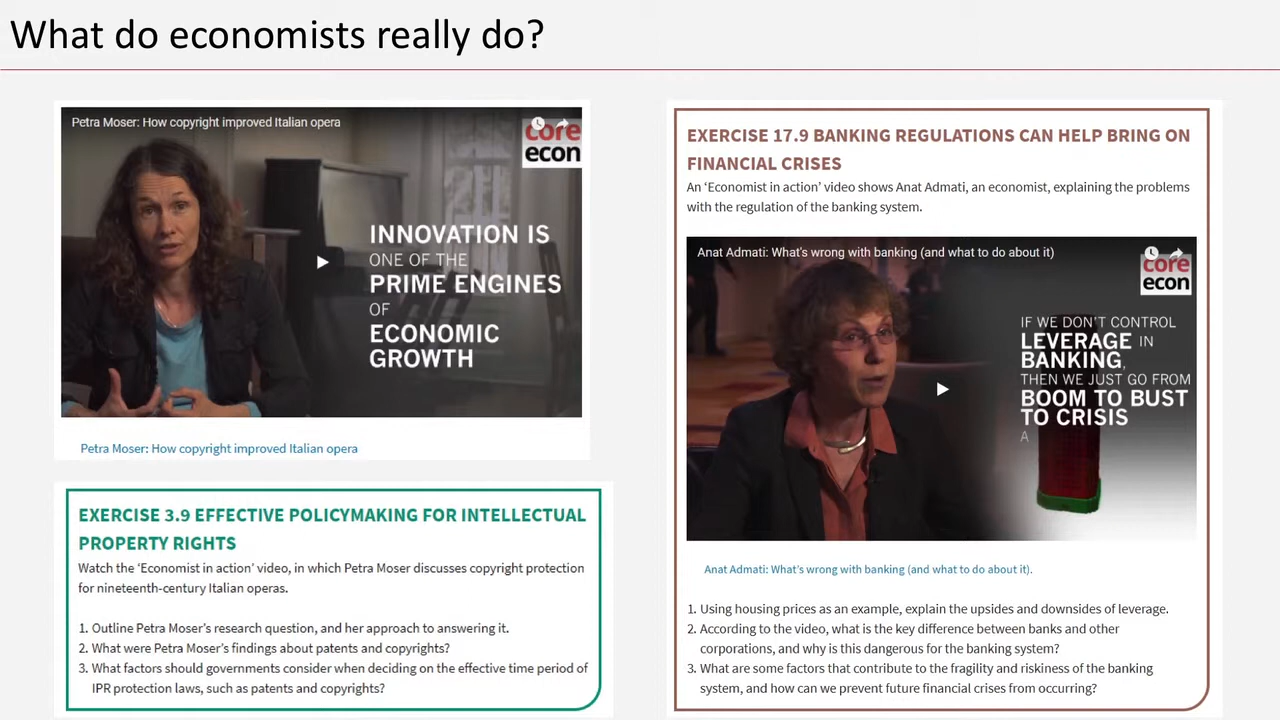 What do economists really do?
Petra Moser: How copyright improved Italian opera
core
econ
INNOVATION IS
ONE OF THE
PRIME ENGINES
OF
ECONOMIC
GROWTH
Petra Moser: How copyright improved Italian opera
EXERCISE 3.9 EFFECTIVE POLICYMAKING FOR INTELLECTUAL
PROPERTY RIGHTS
Watch the ‘Economist in action’ video, in which Petra Moser discusses copyright protection
for nineteenth-century Italian operas.
1. Outline Petra Moser’s research question, and her approach to answering it.
2. What were Petra Moser’s findings about patents and copyrights?
3. What factors should governments consider when deciding on the effective time period of
IPR protection laws, such as patents and copyrights?
EXERCISE 17.9 BANKING REGULATIONS CAN HELP BRING ON
FINANCIAL CRISES
An ‘Economist in action’ video shows Anat Admati, an economist, explaining the problems
with the regulation of the banking system.
Anat Admati: What's wrong with banking (and what to do about it)
core
econ
IF WE DON'T CONTROL
LEVERAGE IN
BANKING,
THEN WE JUST GO FROM
BOOM TO BUST
TO CRISIS
A
Anat Admati: What’s wrong with banking (and what to do about it).
1. Using housing prices as an example, explain the upsides and downsides of leverage.
2. According to the video, what is the key difference between banks and other
corporations, and why is this dangerous for the banking system?
3. What are some factors that contribute to the fragility and riskiness of the banking
system, and how can we prevent future financial crises from occurring?